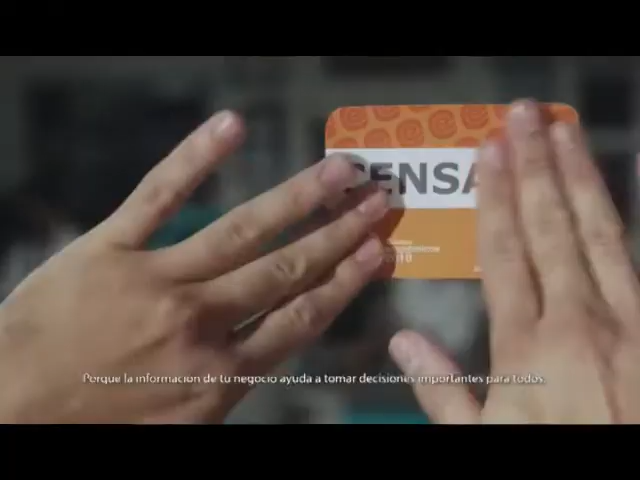 CENSA
Porque la información de tu negocio ayuda a tomar decisiones importantes para todos.